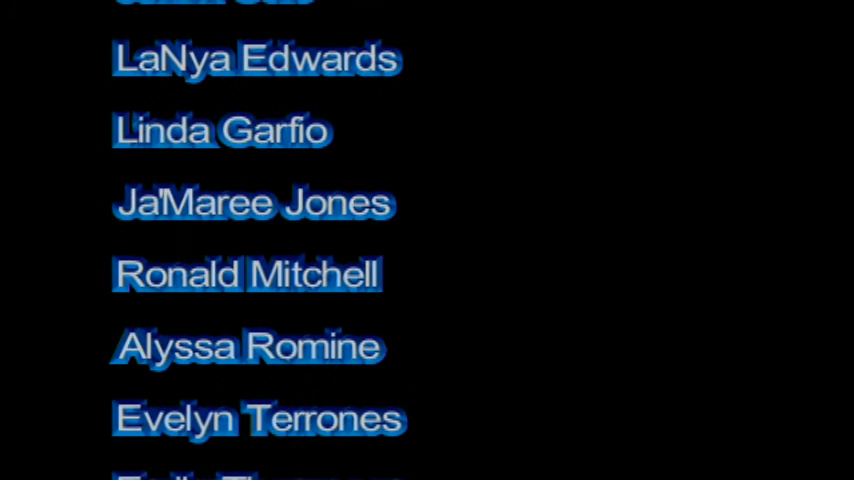 LaNya Edwards
Linda Garfio
Ja'Maree Jones
Ronald Mitchell
Alyssa Romine
Evelyn Terrones